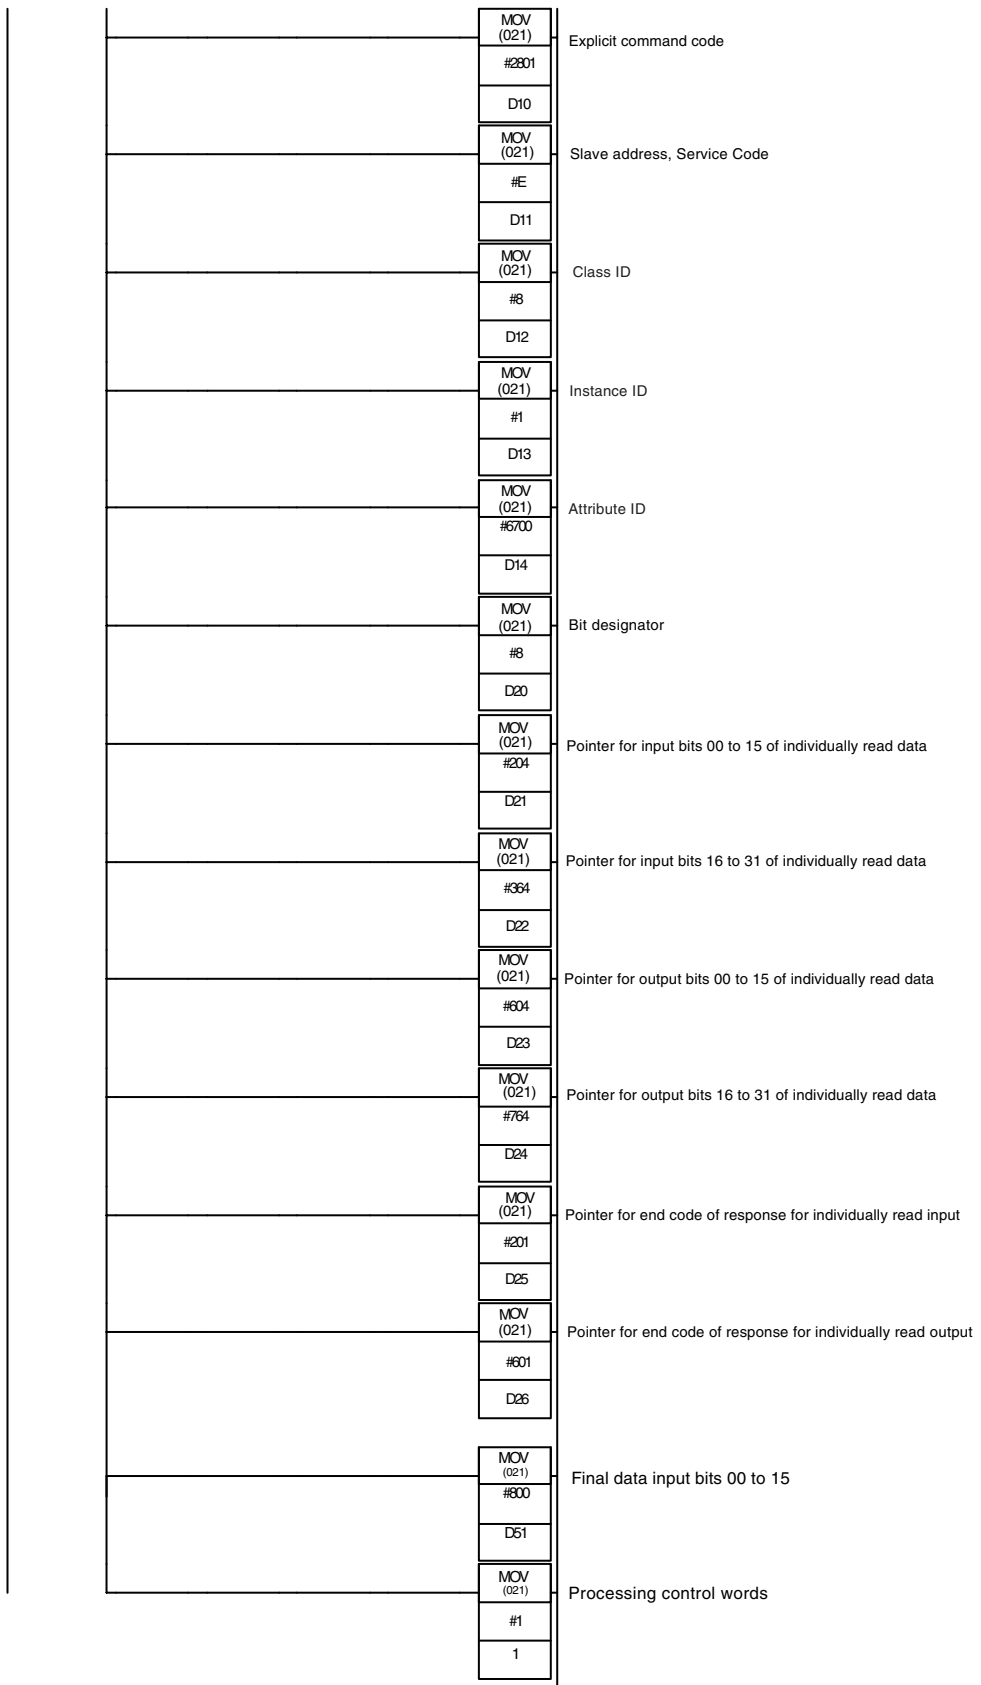 MOV
(021)
Explicit command code
#2801
D10
MOV
(021)
Slave address, Service Code
#E
D11
MOV
(021)
Class ID
#8
D12
MOV
(021)
Instance ID
#1
D13
MOV
(021)
Attribute ID
#6700
D14
MOV
(021)
Bit designator
#8
D20
MOV
(021)
Pointer for input bits 00 to 15 of individually read data
#204
D21
MOV
(021)
Pointer for input bits 16 to 31 of individually read data
#364
D22
MOV
(021)
Pointer for output bits 00 to 15 of individually read data
#604
D23
MOV
(021)
Pointer for output bits 16 to 31 of individually read data
#764
D24
MOV
(021)
Pointer for end code of response for individually read input
#201
D25
MOV
(021)
Pointer for end code of response for individually read output
#601
D26
MOV
(021)
Final data input bits 00 to 15
#800
D51
MOV
(021)
Processing control words
#1
1